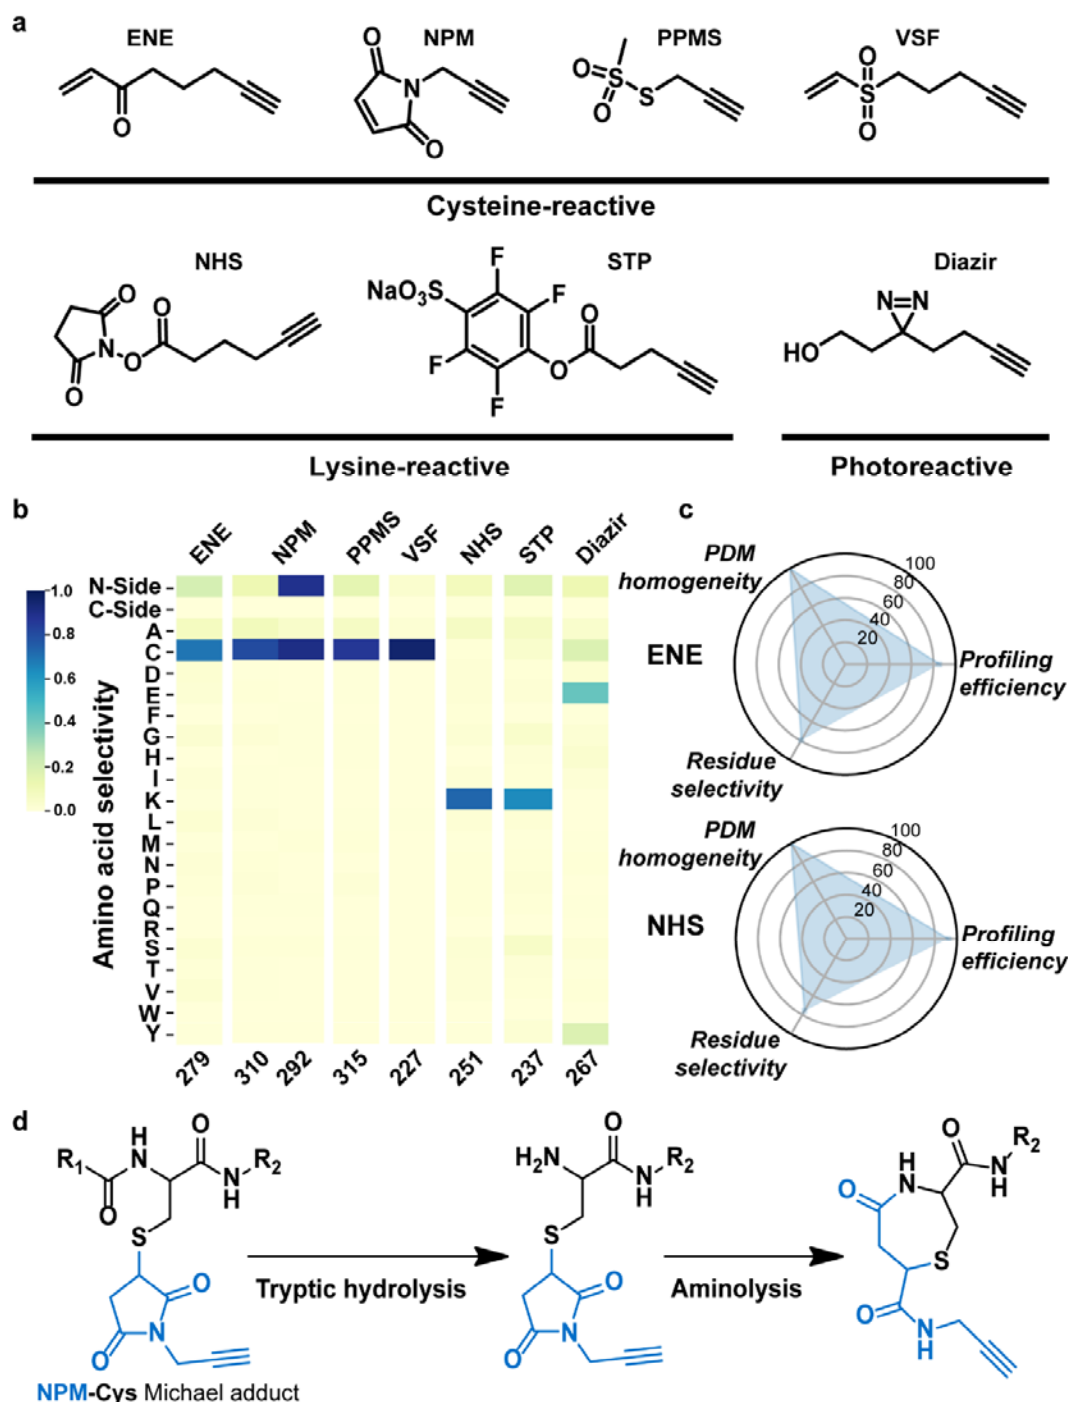 a
ENE
NPM
PPMS
VSF
O
O
N
O
O
S
O
S
O
S
O
Cysteine-reactive
NHS
STP
Diazir
O
N
O
O
O
NaO3S
F
F
F
F
O
O
N=N
HO
Lysine-reactive
Photoreactive
b
ENE
NPM
PPMS
VSF
NHS
STP
Diazir
1.0
0.8
0.6
0.4
0.2
0.0
Amino acid selectivity
N-Side
C-Side
A
C
D
E
F
G
H
I
K
L
M
N
P
Q
R
S
T
V
W
Y
279
310
292
315
227
251
237
267
c
PDM
homogeneity
100
80
60
40
20
ENE
Profiling
efficiency
Residue
selectivity
PDM
homogeneity
100
80
60
40
20
NHS
Profiling
efficiency
Residue
selectivity
d
R1
H
N
O
O
N
H
R2
S
O
N
O
NPM-Cys Michael adduct
Tryptic hydrolysis
H2N
O
N
H
R2
S
O
N
O
Aminolysis
O
H
N
O
N
H
R2
S
O
N
H